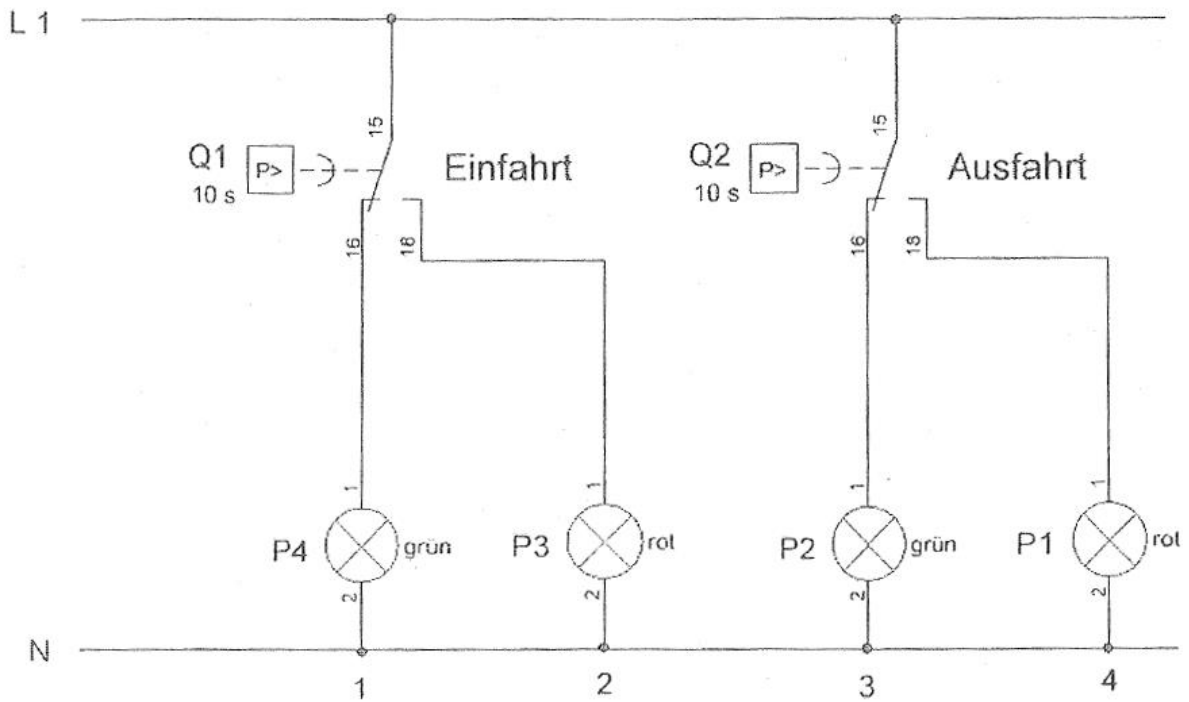 L 1
15
15
Q1 P> Einfahrt
Q2 P> Ausfahrt
10 s
10 s
16 18
16 18
1 1 1 1
P4 grün P3 rot P2 grün P1 rot
2 2 2 2
N
1 2 3 4